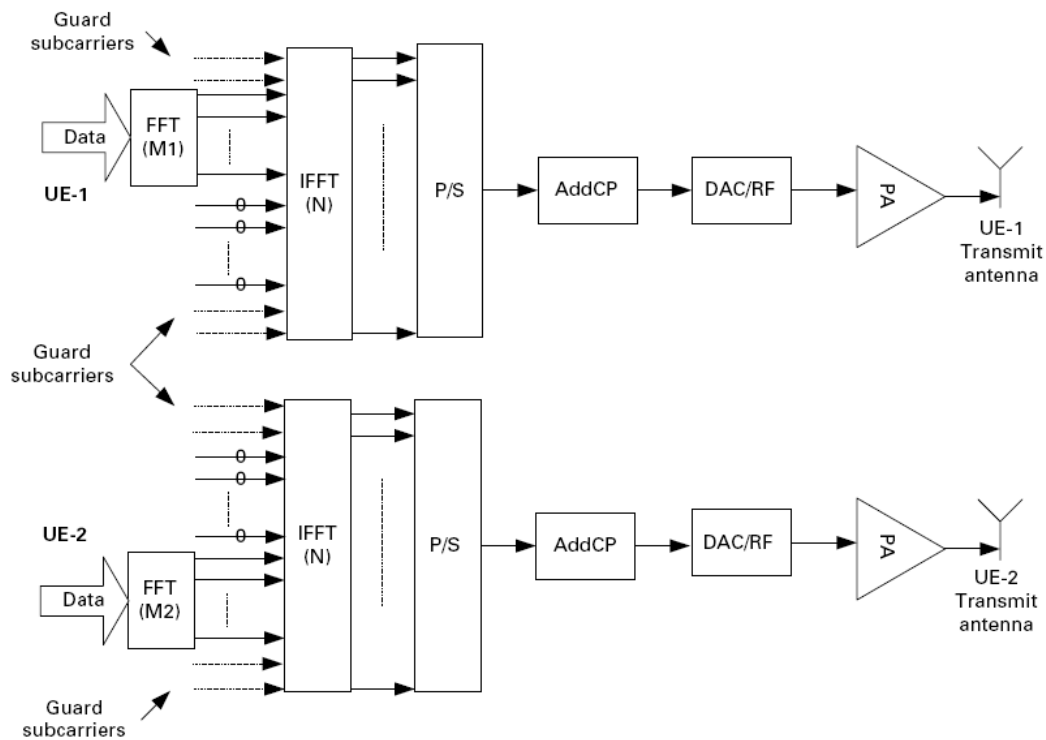 Guard
subcarriers
Data
FFT
(M1)
UE-1
0
0
0
IFFT
(N)
P/S
AddCP
DAC/RF
PA
UE-1
Transmit
antenna
Guard
subcarriers
0
0
0
UE-2
Data
FFT
(M2)
IFFT
(N)
P/S
AddCP
DAC/RF
PA
UE-2
Transmit
antenna
Guard
subcarriers